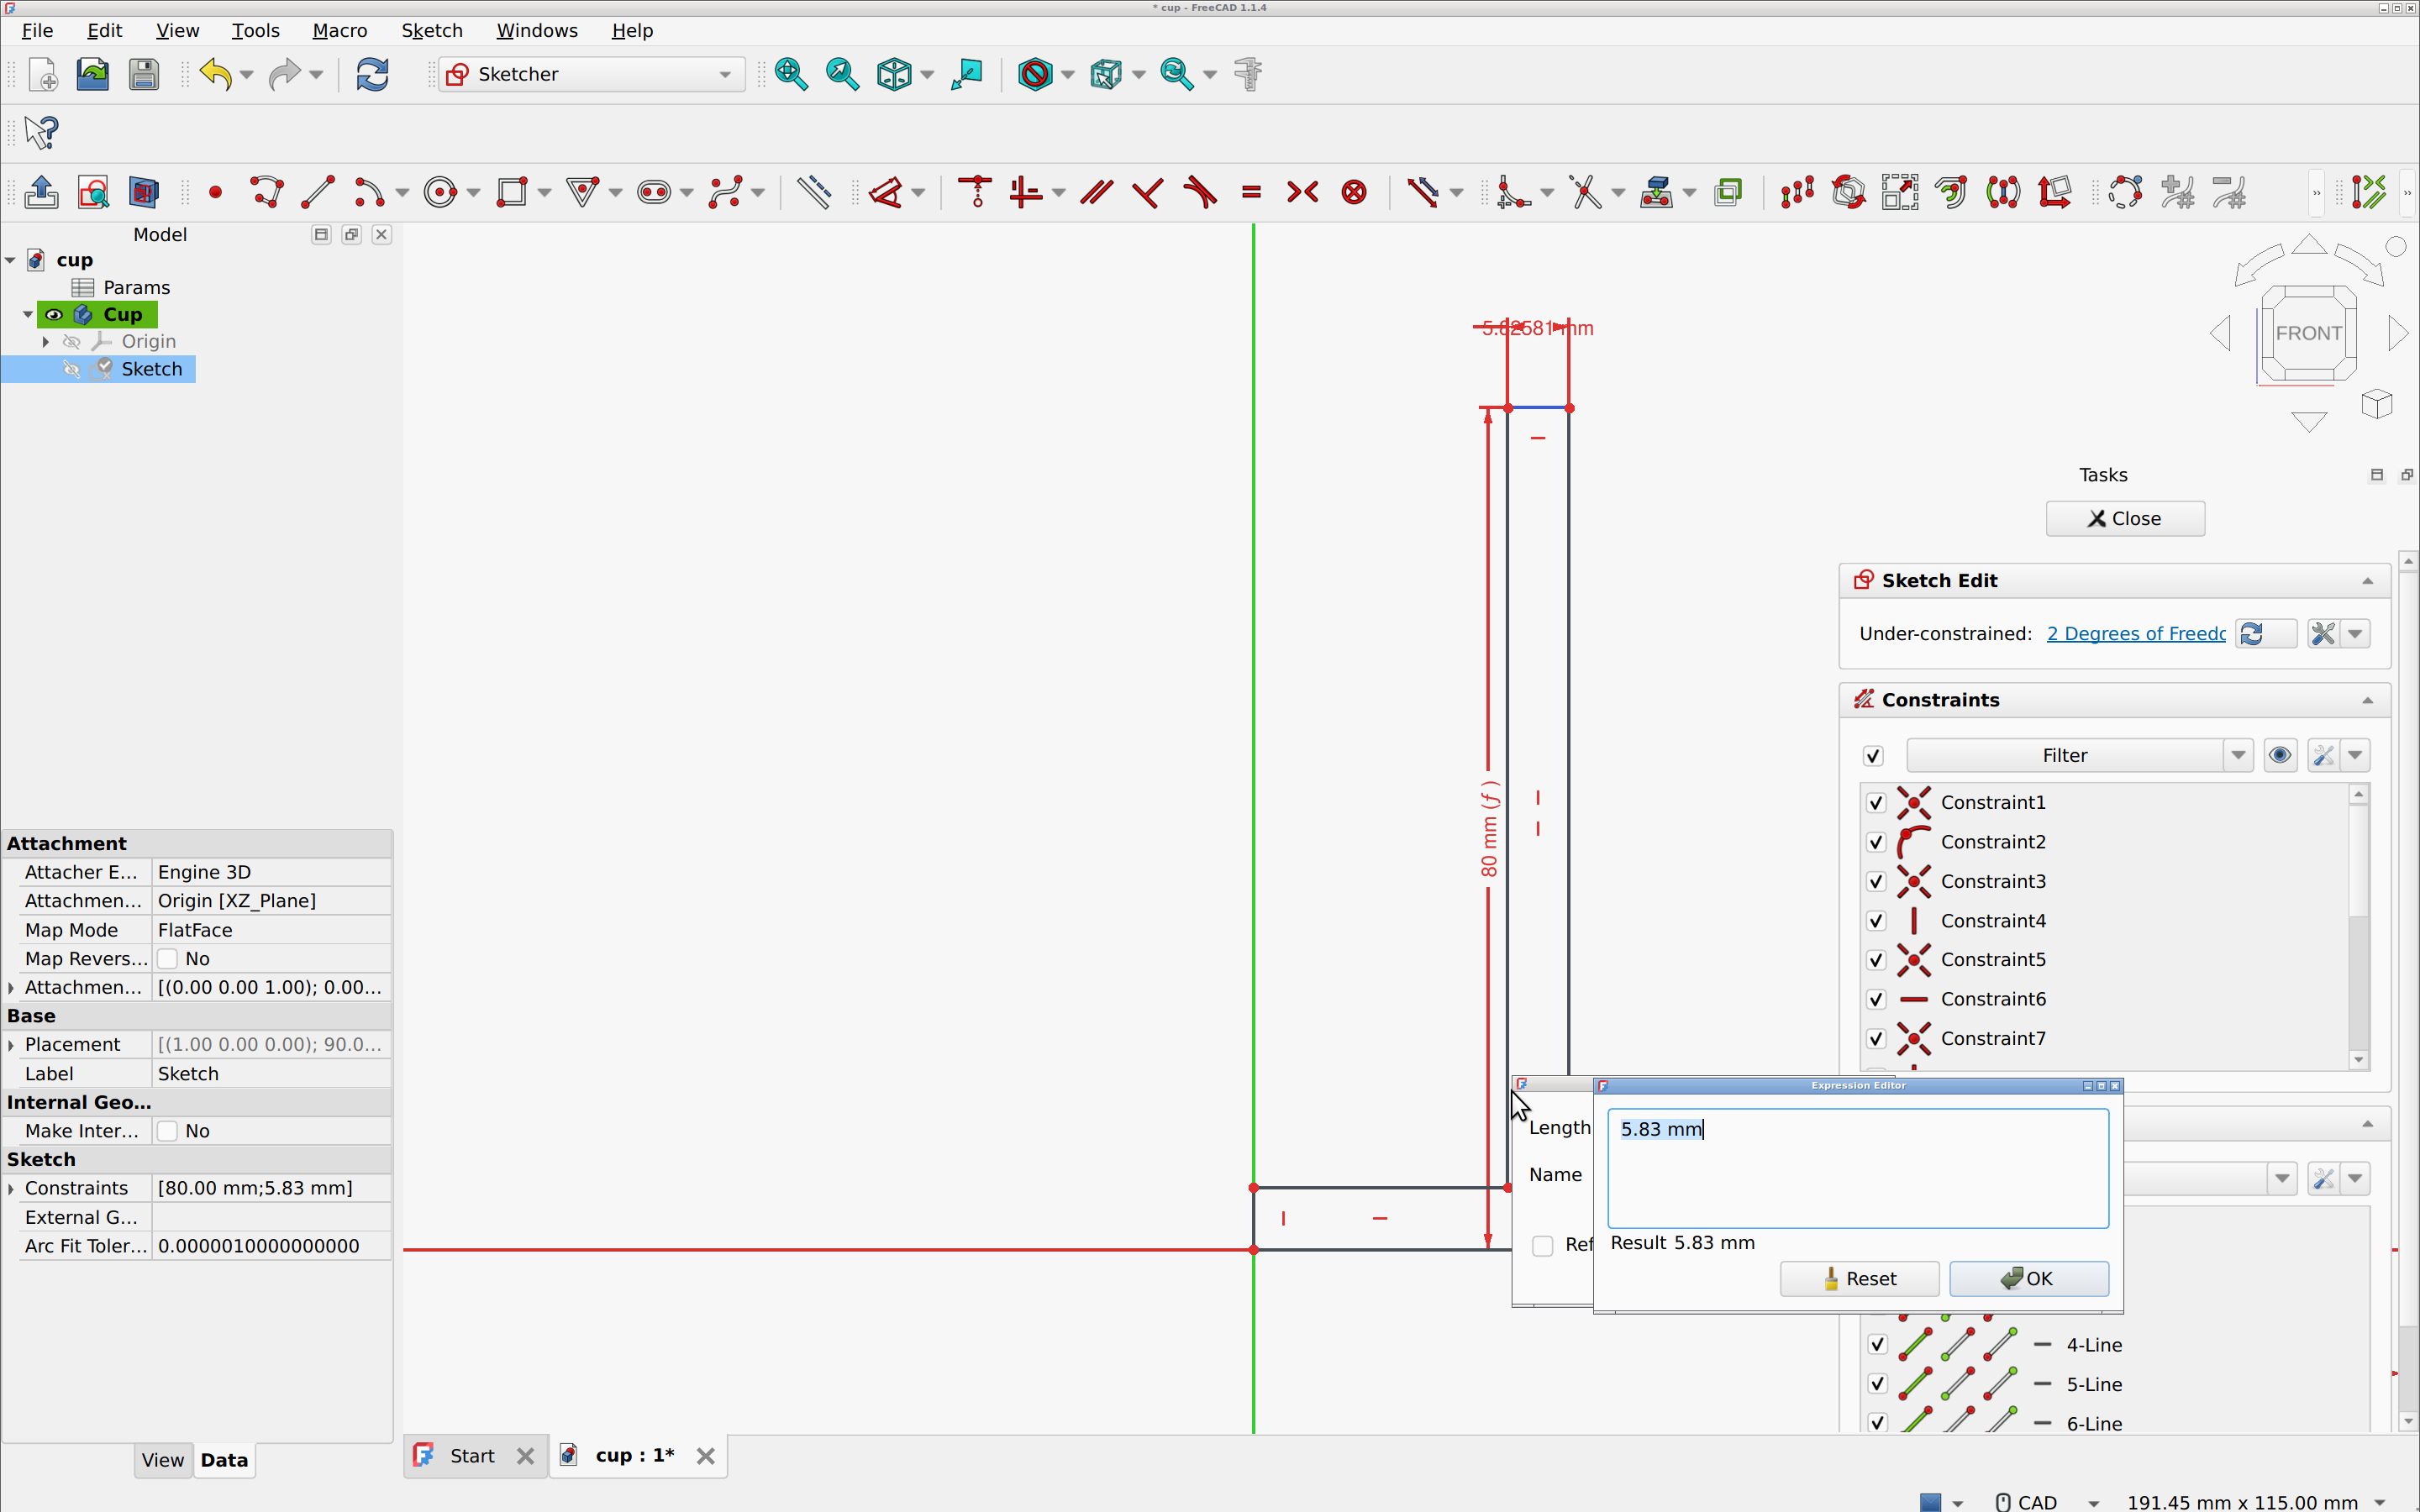 * cup - FreeCAD 1.1.4
File Edit View Tools Macro Sketch Windows Help
Sketcher
Model
cup
Params
Cup
Origin
Sketch
5.82581 mm
80 mm (ƒ )
FRONT
Tasks
Close
Sketch Edit
Under-constrained: 2 Degrees of Freedo
Constraints
Filter
Constraint1
Constraint2
Constraint3
Constraint4
Constraint5
Constraint6
Constraint7
Attachment
Attacher E... Engine 3D
Attachmen... Origin [XZ_Plane]
Map Mode FlatFace
Map Revers... No
Attachmen... [(0.00 0.00 1.00); 0.00...
Base
Placement [(1.00 0.00 0.00); 90.0...
Label Sketch
Internal Geo...
Make Inter... No
Sketch
Constraints [80.00 mm;5.83 mm]
External G...
Arc Fit Toler... 0.0000010000000000
Length
Name
Ref
Expression Editor
5.83 mm
Result 5.83 mm
Reset OK
4-Line
5-Line
6-Line
View Data
Start cup : 1*
CAD 191.45 mm x 115.00 mm